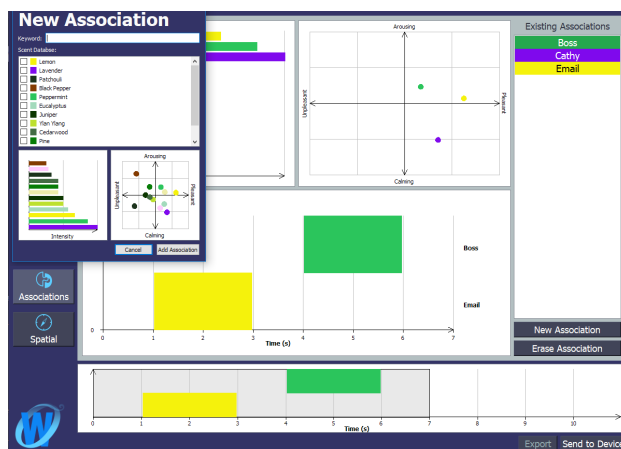 New Association
Keyword:
Scent Database:
Lemon
Lavender
Patchouli
Black Pepper
Peppermint
Eucalyptus
Juniper
Ylan Ylang
Cedarwood
Pine
Intensity
Arousing
Unpleasant
Pleasant
Calming
Cancel
Add Association
Arousing
Unpleasant
Pleasant
Calming
Existing Associations
Boss
Cathy
Email
Boss
Email
0
0 1 2 3 4 5 6 7
Time (s)
New Association
Erase Association
Associations
Spatial
0 1 2 3 4 5 6 7 8 9 10
Time (s)
W
Export
Send to Device